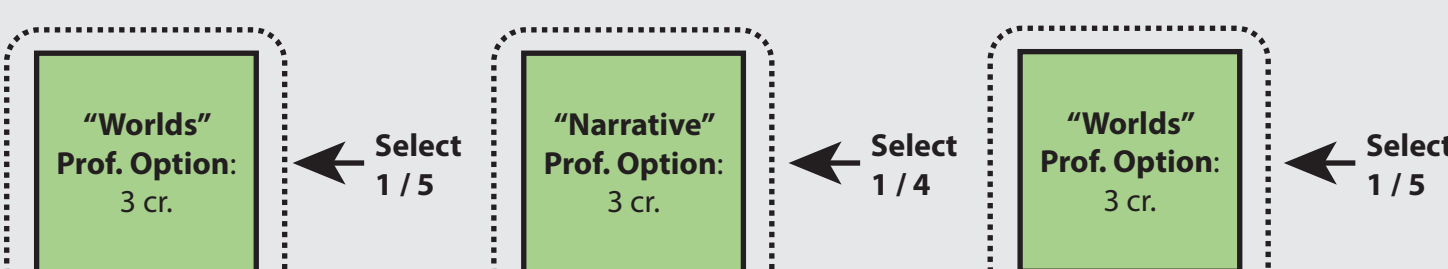 “Worlds”
Prof. Option:
3 cr.
Select
1 / 5
“Narrative”
Prof. Option:
3 cr.
Select
1 / 4
“Worlds”
Prof. Option:
3 cr.
Select
1 / 5